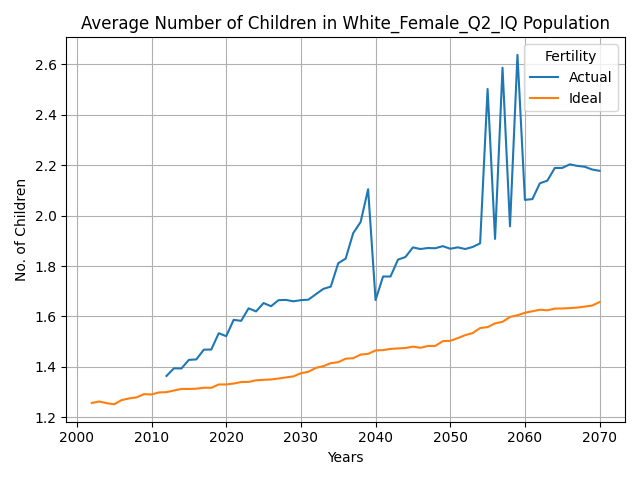 Average Number of Children in White_Female_Q2_IQ Population
Fertility
Actual
Ideal
No. of Children
2.6
2.4
2.2
2.0
1.8
1.6
1.4
1.2
2000 2010 2020 2030 2040 2050 2060 2070
Years